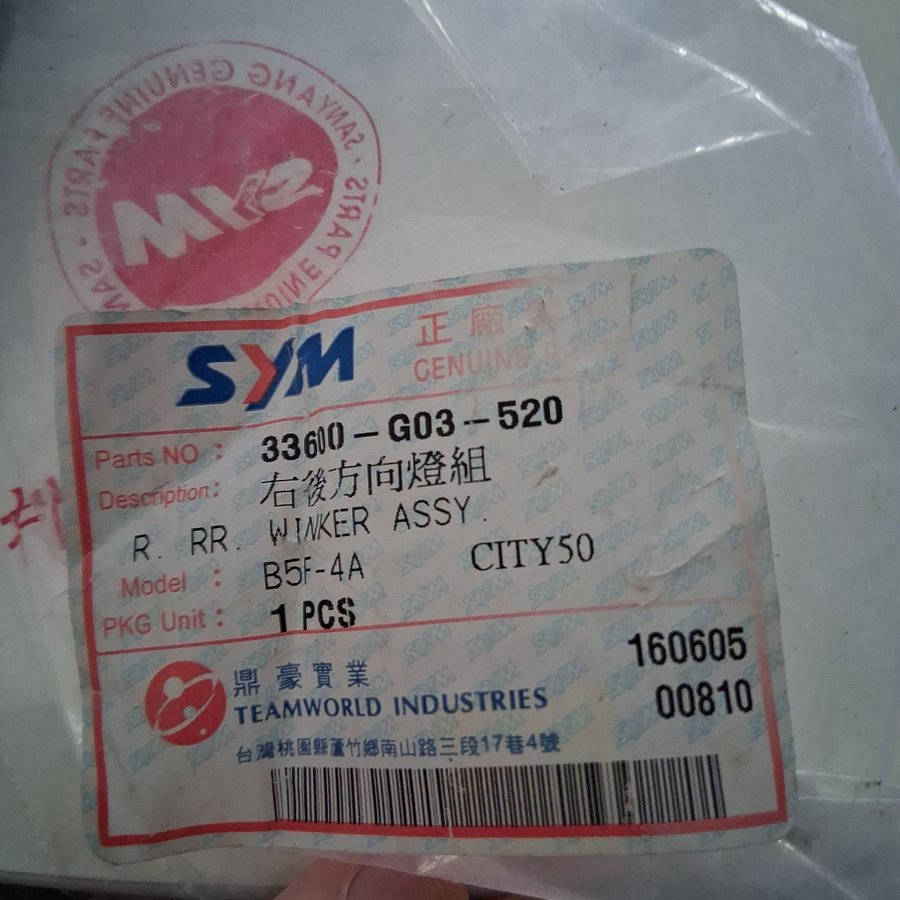 SANYANG GENUINE PARTS
SYM
SYM
正廠
GENUINE PARTS
Parts NO : 33600-G03-520
Description: 右後方向燈組
R. RR. WINKER ASSY.
Model : B5F-4A CITY50
PKG Unit : 1 PCS
160605
鼎豪實業
00810
TEAMWORLD INDUSTRIES
台灣桃園縣蘆竹鄉南山路三段17巷4號